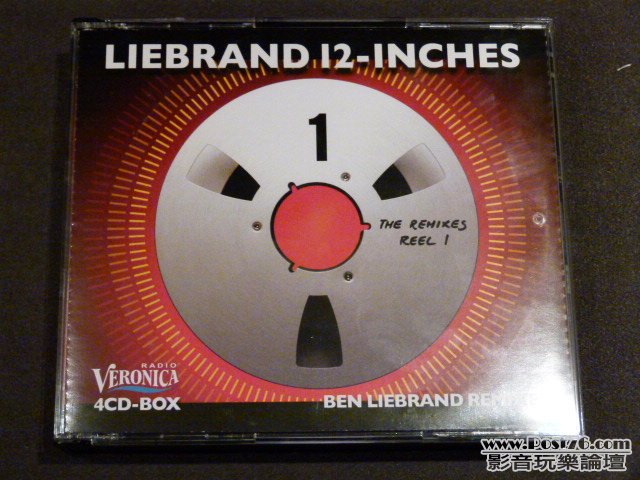 LIEBRAND 12-INCHES
1
THE REMIXES
REEL 1
RADIO
VERONICA
4CD-BOX
BEN LIEBRAND
www.post76.com
影音玩樂論壇